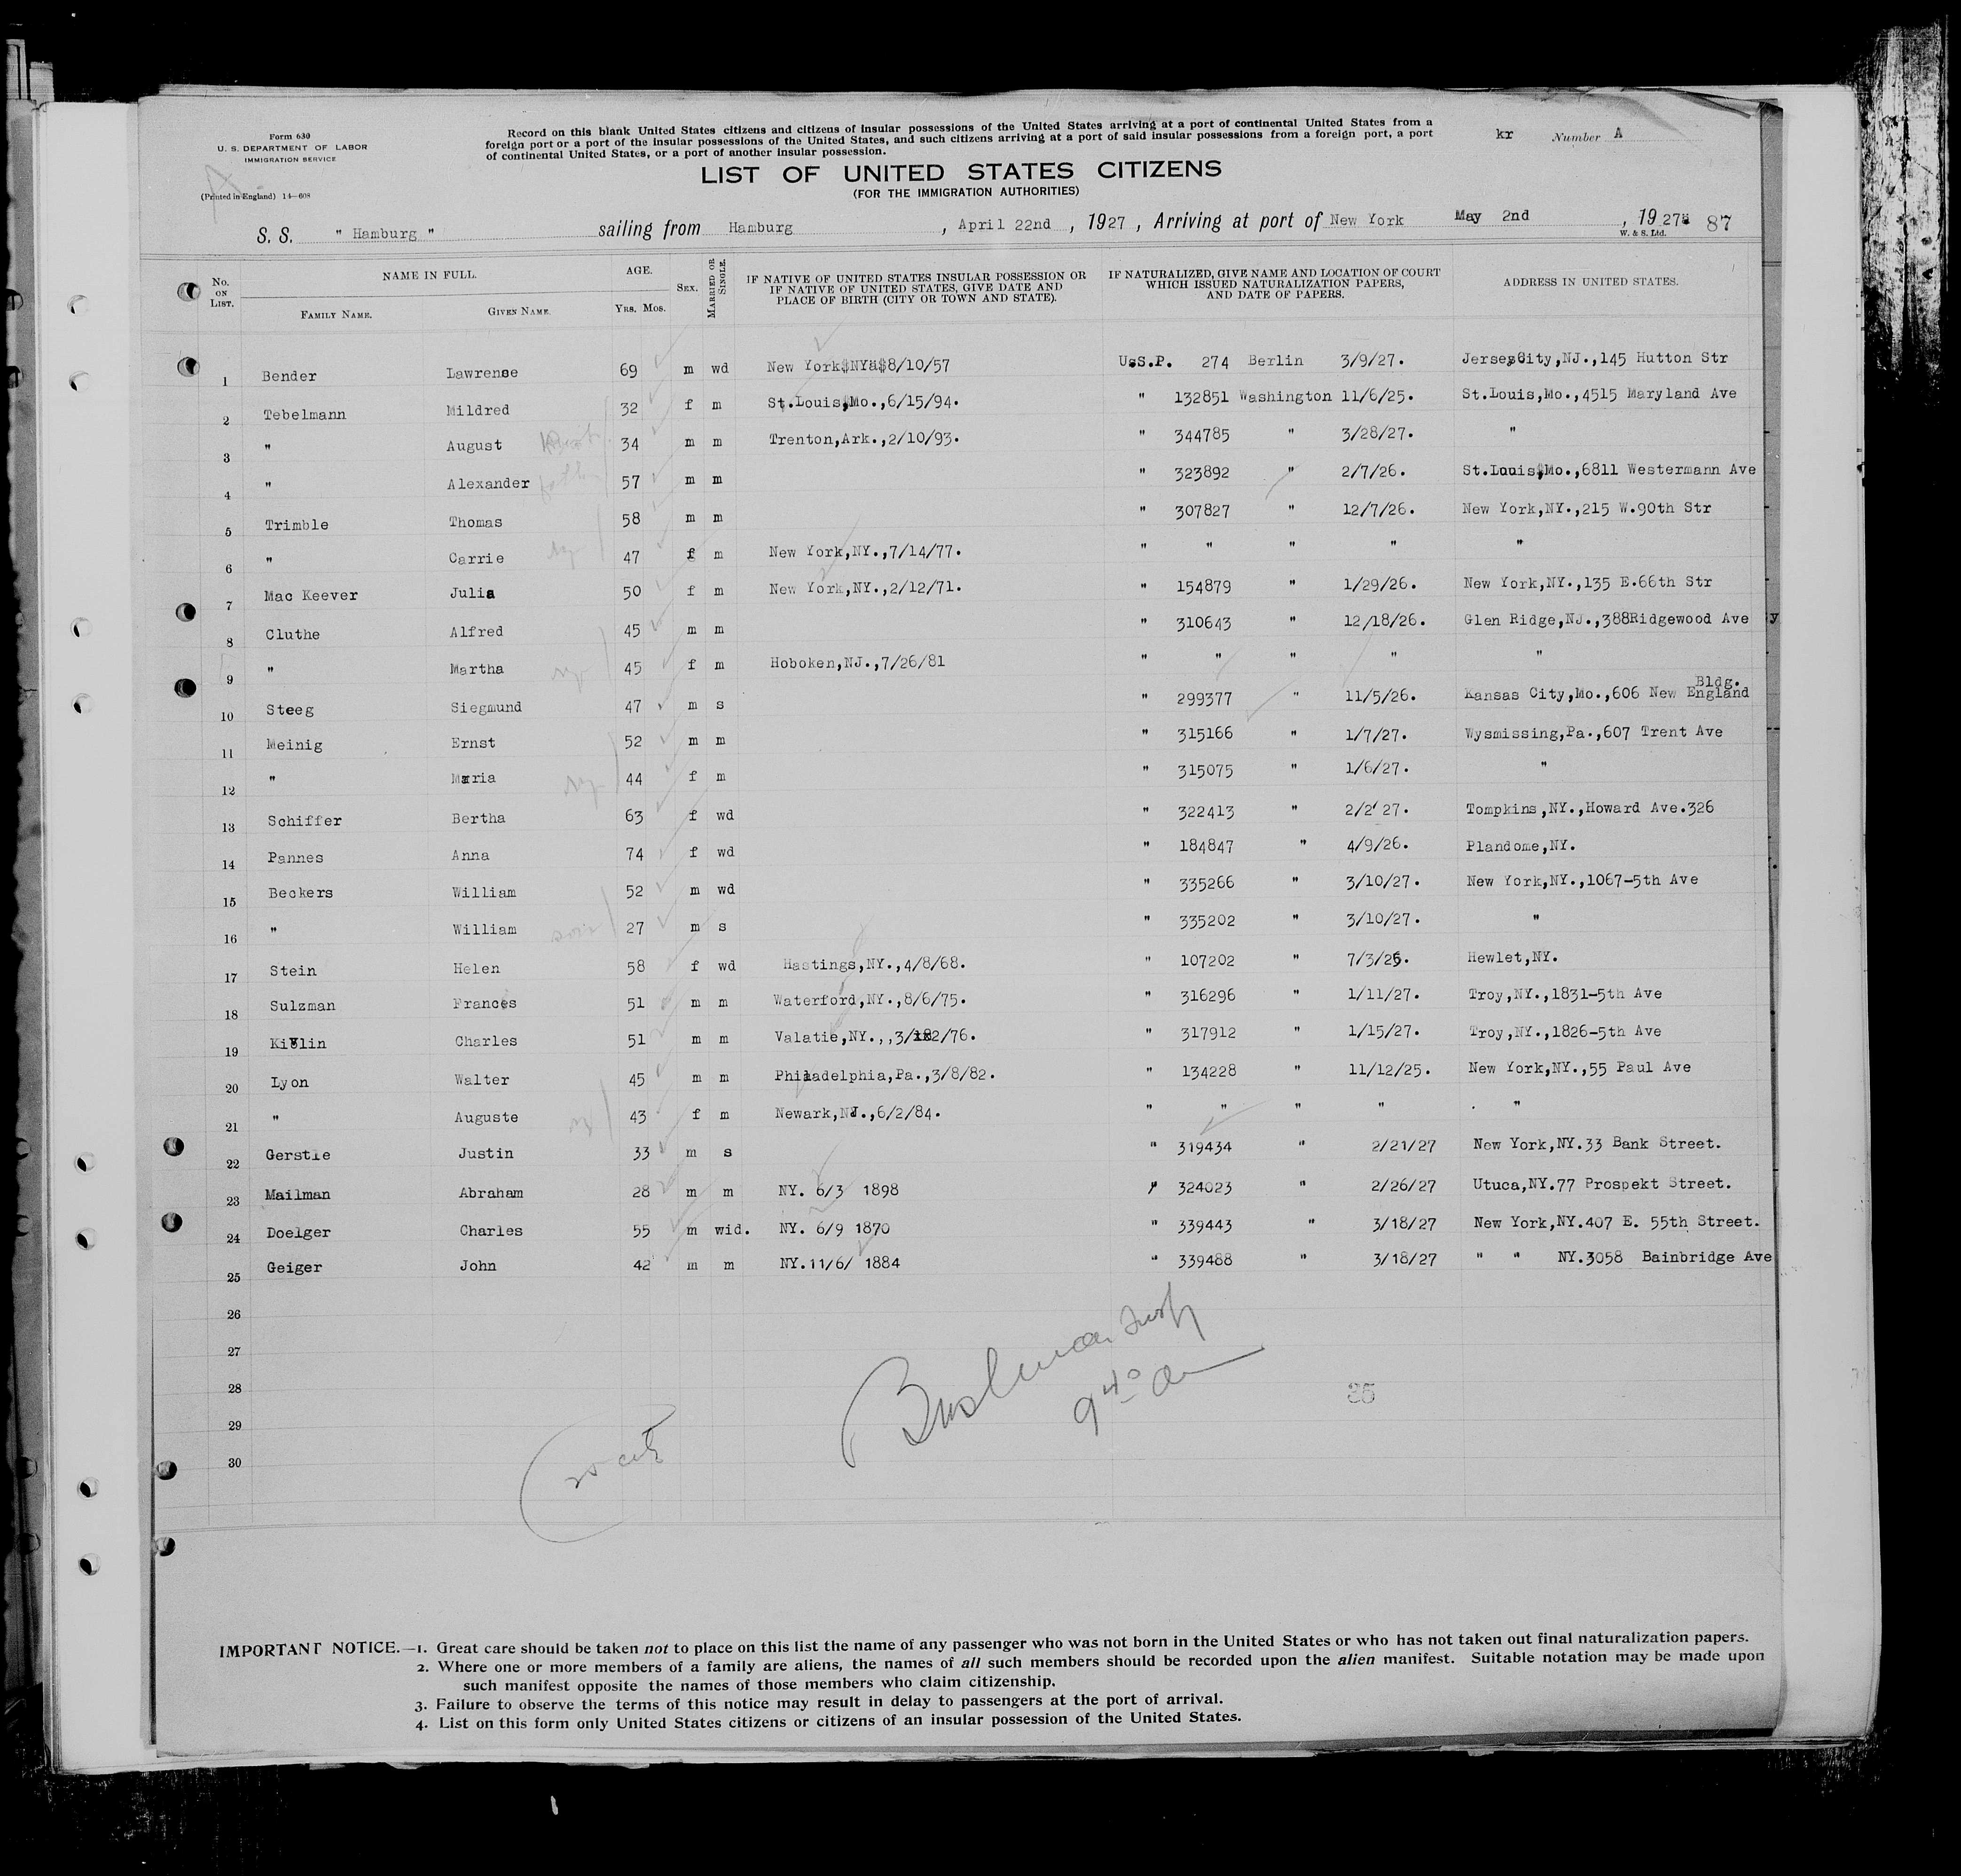 Form 630
U. S. DEPARTMENT OF LABOR
IMMIGRATION SERVICE
(Printed in England) 14—608
Record on this blank United States citizens and citizens of insular possessions of the United States arriving at a port of continental United States from a
foreign port or a port of the insular possessions of the United States, and such citizens arriving at a port of said insular possessions from a foreign port, a port
of continental United States, or a port of another insular possession.
kr Number A
LIST OF UNITED STATES CITIZENS
(FOR THE IMMIGRATION AUTHORITIES)
S. S. " Hamburg " sailing from Hamburg , April 22nd , 1927 , Arriving at port of New York May 2nd , 1927 87
W. & S. Ltd.
No. ON LIST. NAME IN FULL. AGE. SEX. MARRIED OR SINGLE. IF NATIVE OF UNITED STATES INSULAR POSSESSION OR IF NATIVE OF UNITED STATES, GIVE DATE AND PLACE OF BIRTH (CITY OR TOWN AND STATE). IF NATURALIZED, GIVE NAME AND LOCATION OF COURT WHICH ISSUED NATURALIZATION PAPERS, AND DATE OF PAPERS. ADDRESS IN UNITED STATES.
FAMILY NAME. GIVEN NAME. YRS. MOS.
1 Bender Lawrense 69 m wd New York NY 8/10/57 U.S.P. 274 Berlin 3/9/27. Jersey City,NJ.,145 Hutton Str
2 Tebelmann Mildred 32 f m St.Louis,Mo.,6/15/94. " 132851 Washington 11/6/25. St.Louis,Mo.,4515 Maryland Ave
3 " August 34 m m Trenton,Ark.,2/10/93. " 344785 " 3/28/27. "
4 " Alexander father 57 m m " 323892 " 2/7/26. St.Louis,Mo.,6811 Westermann Ave
5 Trimble Thomas 58 m m " 307827 " 12/7/26. New York,NY.,215 W.90th Str
6 " Carrie 47 f m New York,NY.,7/14/77. " " " " "
7 Mac Keever Julia 50 f m New York,NY.,2/12/71. " 154879 " 1/29/26. New York,NY.,135 E.66th Str
8 Cluthe Alfred 45 m m " 310643 " 12/18/26. Glen Ridge,NJ.,388Ridgewood Ave
9 " Martha 45 f m Hoboken,NJ.,7/26/81 " " " " "
10 Steeg Siegmund 47 m s " 299377 " 11/5/26. Kansas City,Mo.,606 New England Bldg.
11 Meinig Ernst 52 m m " 315166 " 1/7/27. Wysmissing,Pa.,607 Trent Ave
12 " Maria 44 f m " 315075 " 1/6/27. "
13 Schiffer Bertha 63 f wd " 322413 " 2/2' 27. Tompkins,NY.,Howard Ave.326
14 Pannes Anna 74 f wd " 184847 " 4/9/26. Plandome,NY.
15 Beckers William 52 m wd " 335266 " 3/10/27. New York,NY.,1067-5th Ave
16 " William son 27 m s " 335202 " 3/10/27. "
17 Stein Helen 58 f wd Hastings,NY.,4/8/68. " 107202 " 7/3/25. Hewlet,NY.
18 Sulzman Frances 51 m m Waterford,NY.,8/6/75. " 316296 " 1/11/27. Troy,NY.,1831-5th Ave
19 Charles 51 m m Valatie,NY.,, " 317912 " 1/15/27. Troy,NY.,1826-5th Ave
20 Lyon Walter 45 m m Philadelphia,Pa.,3/8/82. " 134228 " 11/12/25. New York,NY.,55 Paul Ave
21 " Auguste 43 f m Newark,NJ.,6/2/84. " " " " "
22 Gerstle Justin 33 m s " 319434 " 2/21/27 New York,NY.33 Bank Street.
23 Mailman Abraham 28 m m NY. 6/3 1898 " 324023 " 2/26/27 Utuca,NY.77 Prospekt Street.
24 Doelger Charles 55 m wid. NY. 6/9 1870 " 339443 " 3/18/27 New York,NY.407 E. 55th Street.
25 Geiger John 42 m m NY.11/6/ 1884 " 339488 " 3/18/27 " " NY.3058 Bainbridge Ave
26
27
28
29
30
9 40 am
IMPORTANT NOTICE.—1. Great care should be taken not to place on this list the name of any passenger who was not born in the United States or who has not taken out final naturalization papers.
2. Where one or more members of a family are aliens, the names of all such members should be recorded upon the alien manifest. Suitable notation may be made upon
such manifest opposite the names of those members who claim citizenship.
3. Failure to observe the terms of this notice may result in delay to passengers at the port of arrival.
4. List on this form only United States citizens or citizens of an insular possession of the United States.